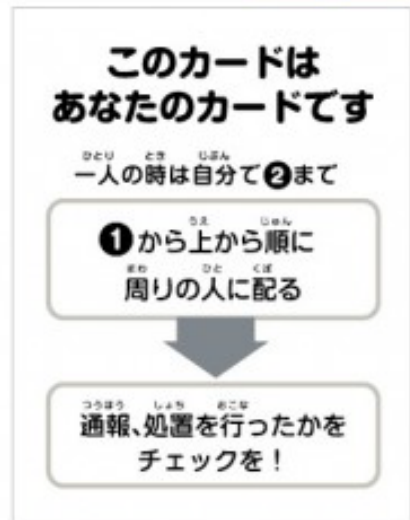 このカードは
あなたのカードです
一人の時は自分で❷まで
❶から上から順に
周りの人に配る
通報、処置を行ったかを
チェックを！